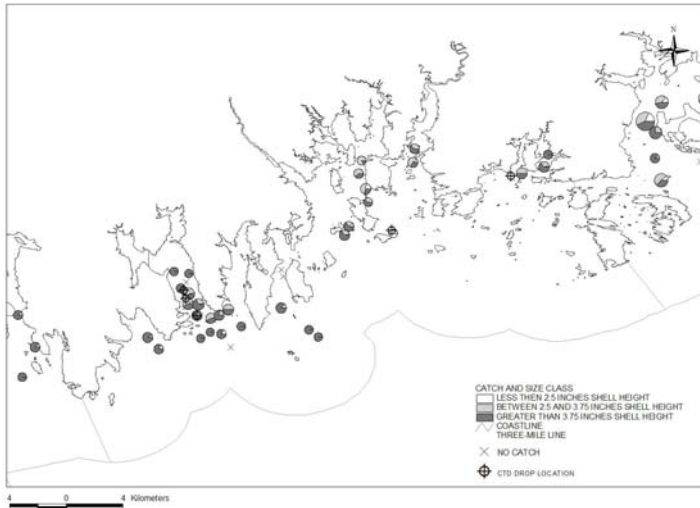 N
CATCH AND SIZE CLASS
LESS THEN 2.5 INCHES SHELL HEIGHT
BETWEEN 2.5 AND 3.75 INCHES SHELL HEIGHT
GREATER THAN 3.75 INCHES SHELL HEIGHT
COASTLINE
THREE-MILE LINE
NO CATCH
CTD DROP LOCATION
4 0 4 Kilometers